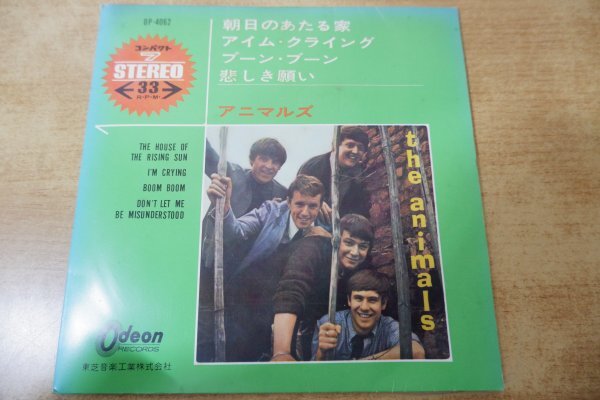 OP-4062
コンパクト
7
STEREO
33
R·P·M·
朝日のあたる家
アイム・クライング
ブーン・ブーン
悲しき願い
アニマルズ
THE HOUSE OF
THE RISING SUN
I'M CRYING
BOOM BOOM
DON'T LET ME
BE MISUNDERSTOOD
the animals
Odeon
RECORDS
東芝音楽工業株式会社